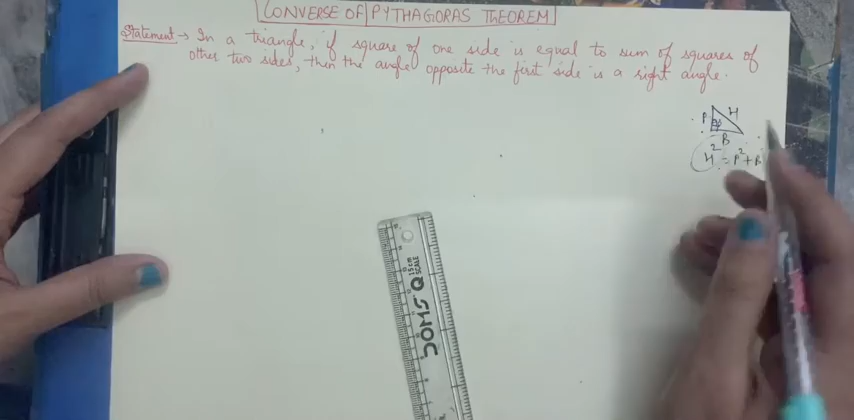 CONVERSE OF PYTHAGORAS THEOREM
Statement → In a triangle, if square of one side is equal to sum of squares of
other two sides, then the angle opposite the first side is a right angle.
P H
B
H² = P² + B
15 cm
SCALE
DOMS